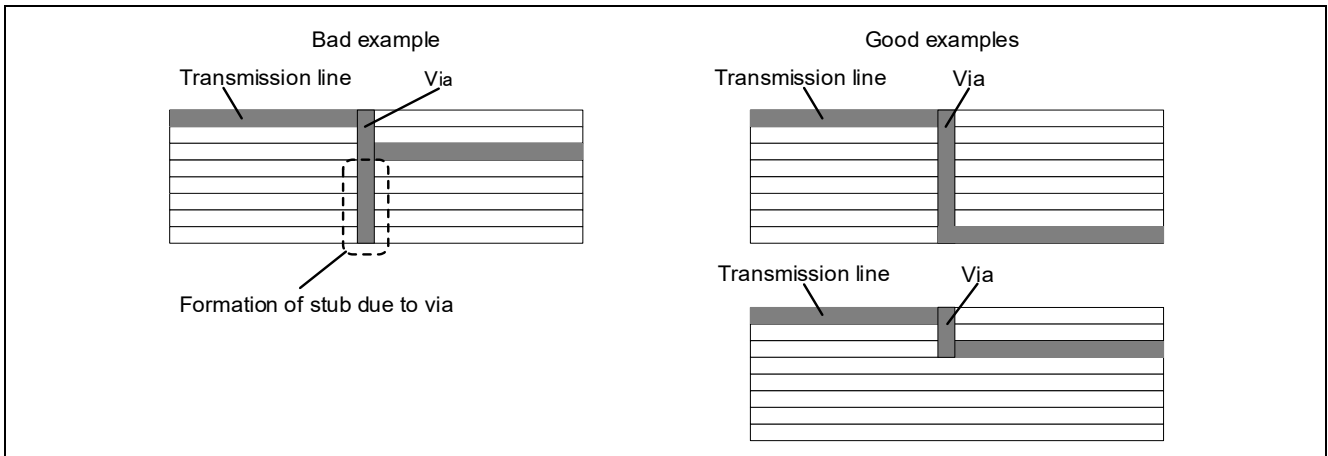 Bad example
Transmission line
Via
Formation of stub due to via
Good examples
Transmission line
Via
Transmission line
Via